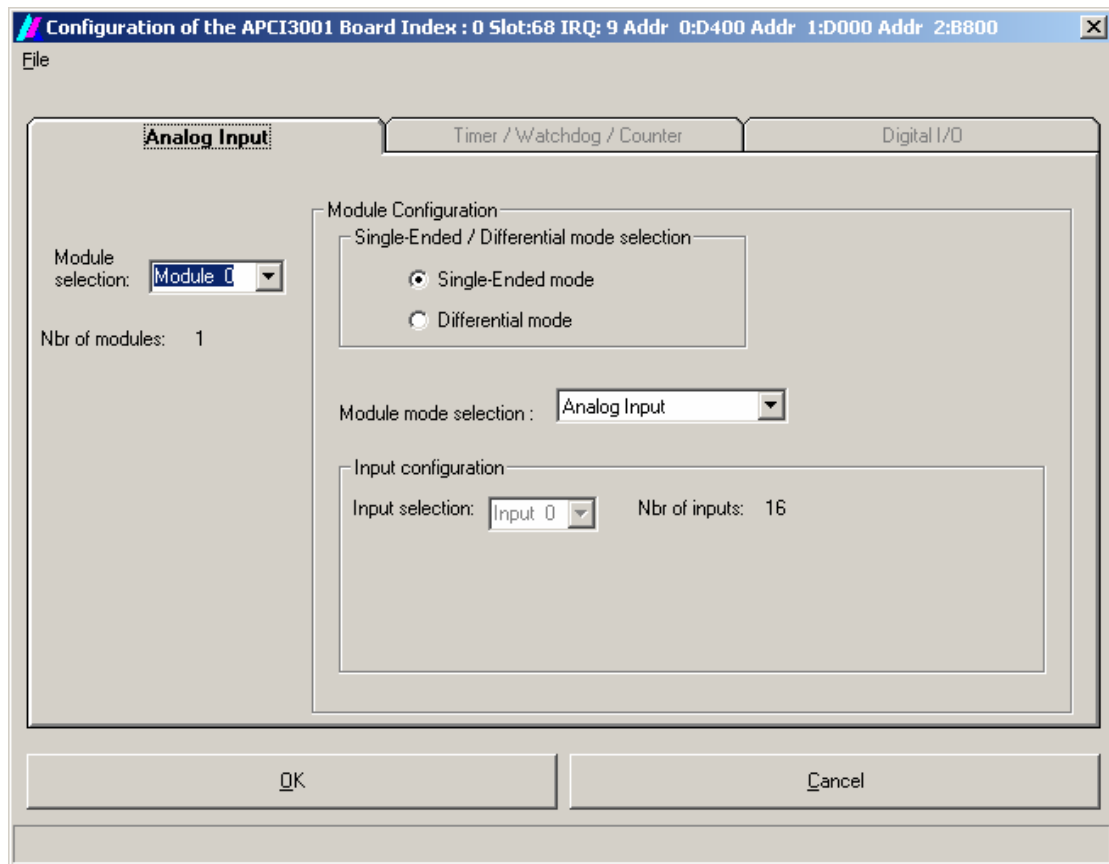 Configuration of the APCI3001 Board Index : 0 Slot:68 IRQ: 9 Addr 0:D400 Addr 1:D000 Addr 2:B800
File
Analog Input
Timer / Watchdog / Counter
Digital I/O
Module selection:
Module 0
Nbr of modules: 1
Module Configuration
Single-Ended / Differential mode selection
Single-Ended mode
Differential mode
Module mode selection :
Analog Input
Input configuration
Input selection:
Input 0
Nbr of inputs: 16
OK
Cancel